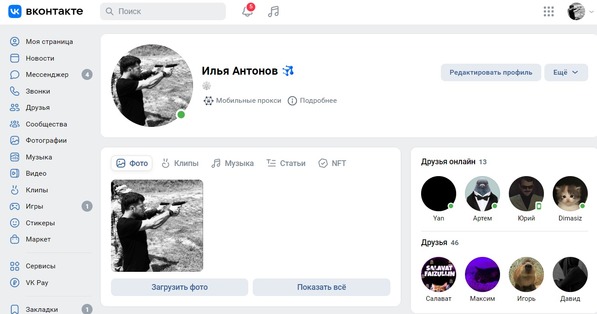 вконтакте
Поиск
5
Моя страница
Новости
Мессенджер 4
Звонки
Друзья
Сообщества
Фотографии
Музыка
Видео
Клипы
Игры 1
Стикеры
Маркет
Сервисы
VK Pay
Закладки 1
Илья Антонов
Мобильные прокси Подробнее
Редактировать профиль
Ещё
Фото Клипы Музыка Статьи NFT
Загрузить фото
Показать всё
Друзья онлайн 13
Yan Артем Юрий Dimasiz
Друзья 46
SALAVAT
FAIZULLIN
Салават Максим Игорь Давид